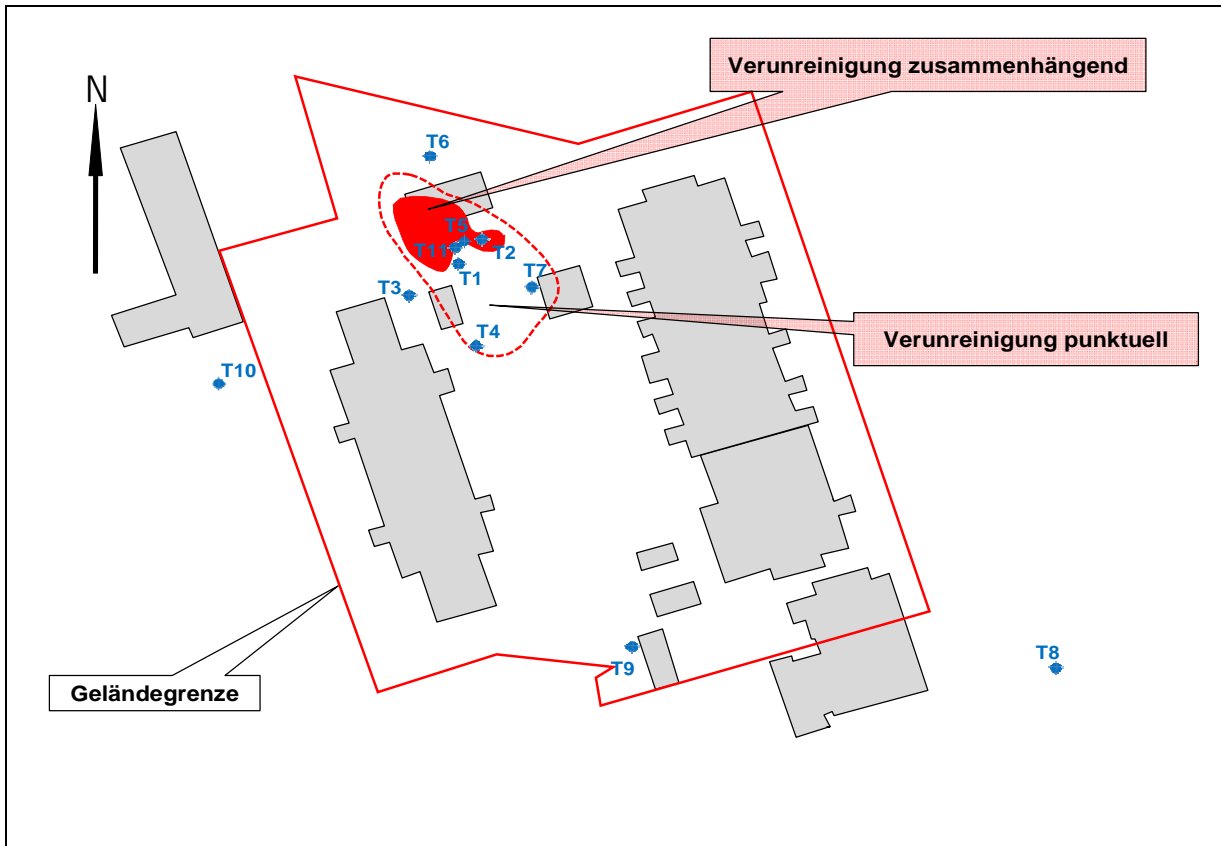 Verunreinigung zusammenhängend
N
T6
T5
T11
T2
T1
T7
T3
T4
Verunreinigung punktuell
T10
T9
T8
Geländegrenze